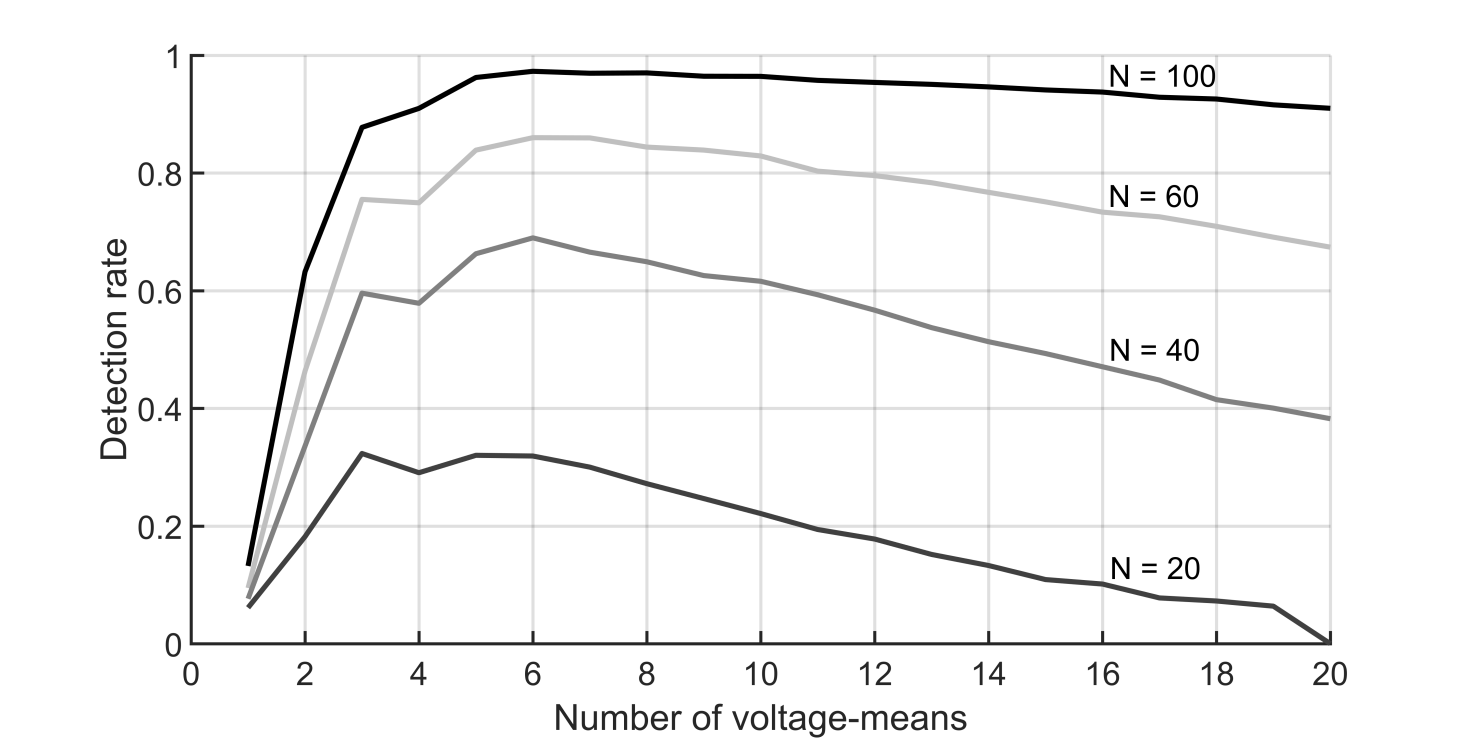 1
N = 100
0.8
N = 60
0.6
N = 40
0.4
0.2
N = 20
0
0 2 4 6 8 10 12 14 16 18 20
Number of voltage-means
Detection rate